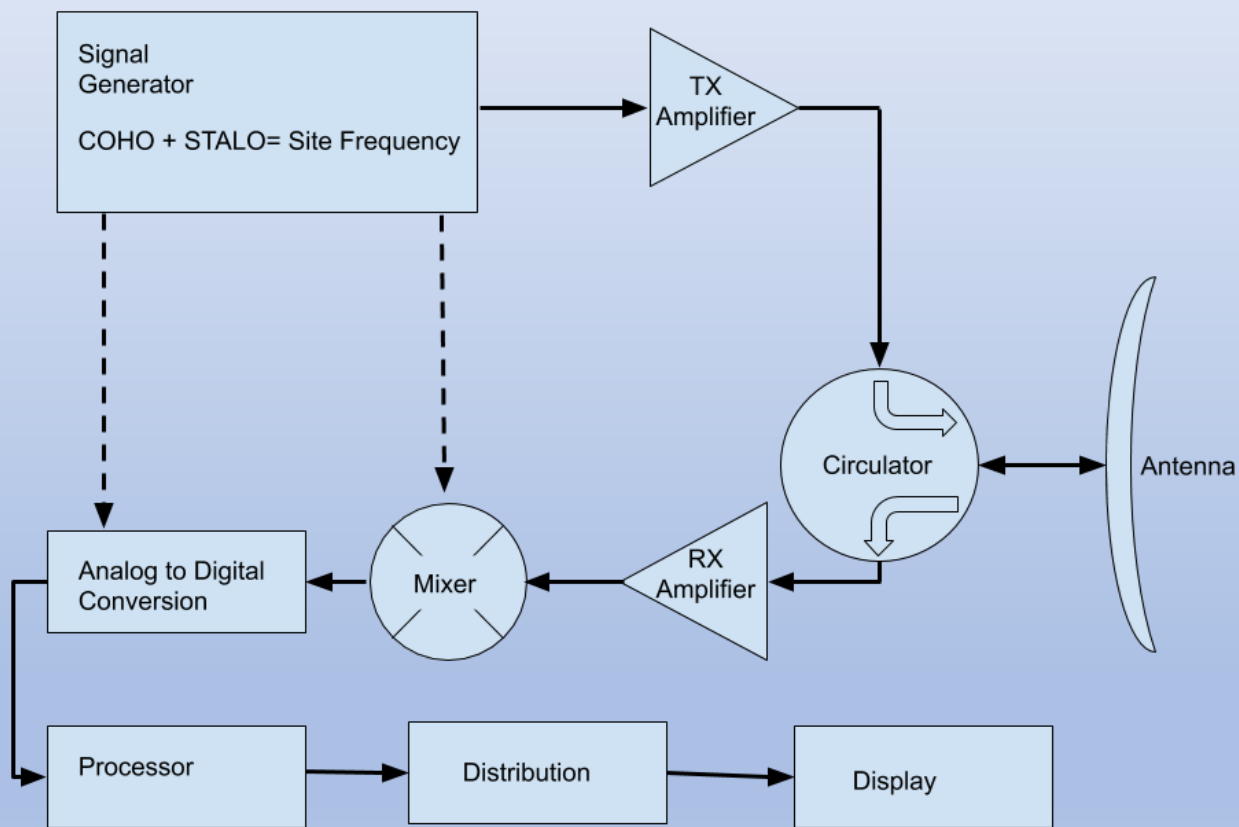 Signal
Generator
COHO + STALO= Site Frequency
TX
Amplifier
Circulator
Antenna
RX
Amplifier
Mixer
Analog to Digital
Conversion
Processor
Distribution
Display